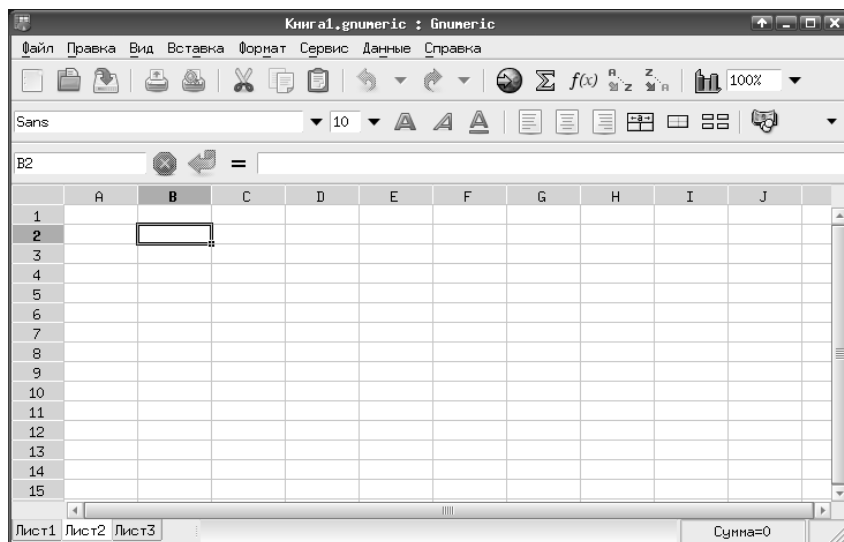 Книга1.gnumeric : Gnumeric
Файл Правка Вид Вставка Формат Сервис Данные Справка
f(x) A Z Z A 100%
Sans 10 A A A a
B2 =
A B C D E F G H I J
1
2
3
4
5
6
7
8
9
10
11
12
13
14
15
Лист1 Лист2 Лист3 Сумма=0